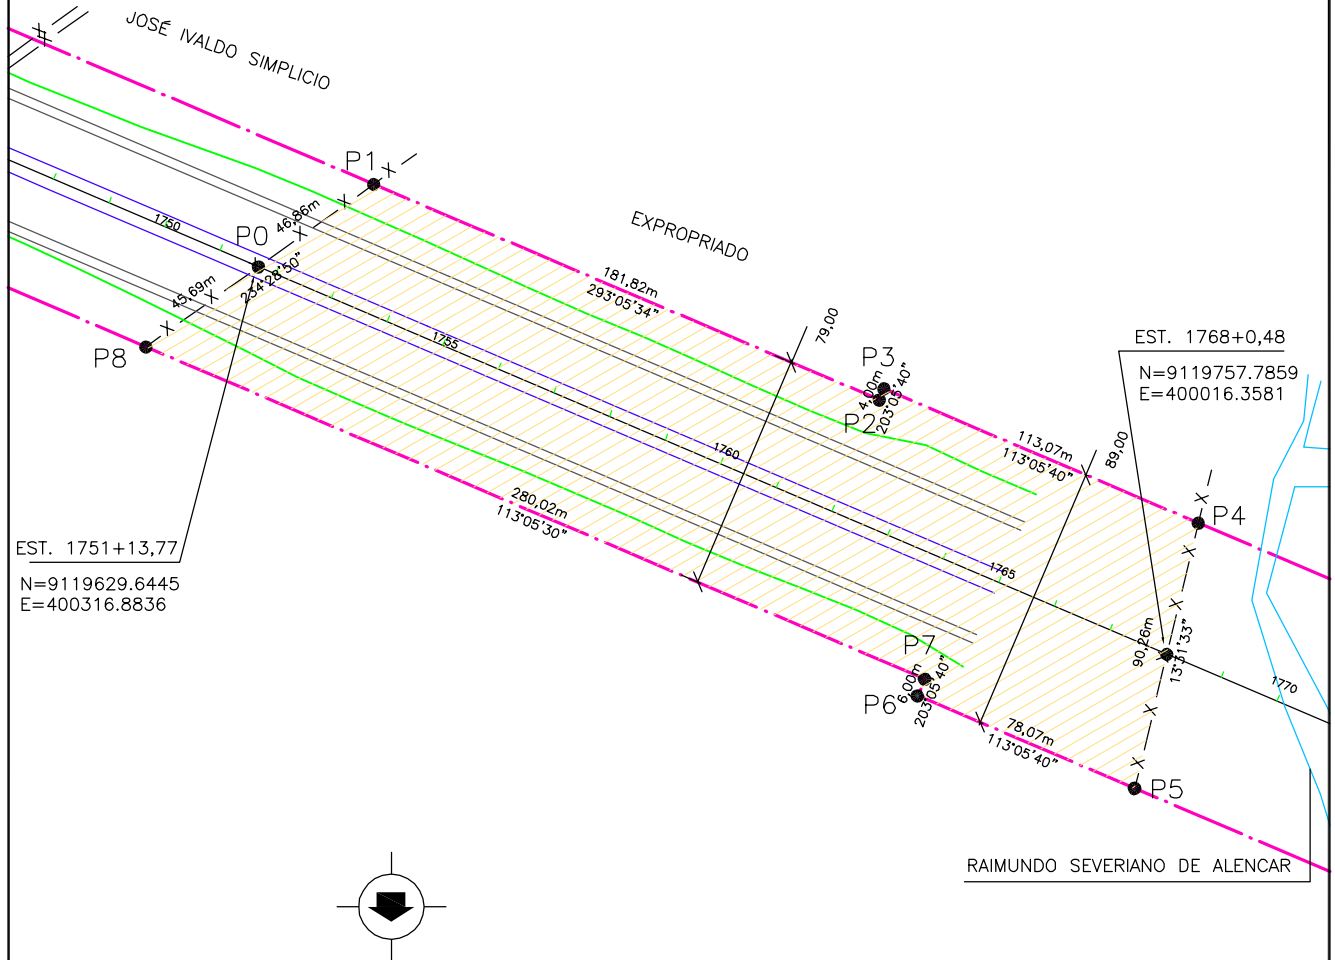 JOSÉ IVALDO SIMPLICIO
P1
46,86m
1750
P0
EXPROPRIADO
234°28'50"
45,69m
181,82m
293°05'34"
79,00
P8
1755
EST. 1768+0,48
N=9119757.7859
E=400016.3581
P3
4,00m
203°05'40"
P2
113,07m
113°05'40"
89,00
1760
280,02m
113°05'30"
P4
EST. 1751+13,77
N=9119629.6445
E=400316.8836
1765
90,26m
13°31'33"
P7
6,00m
203°05'40"
P6
1770
78,07m
113°05'40"
P5
RAIMUNDO SEVERIANO DE ALENCAR